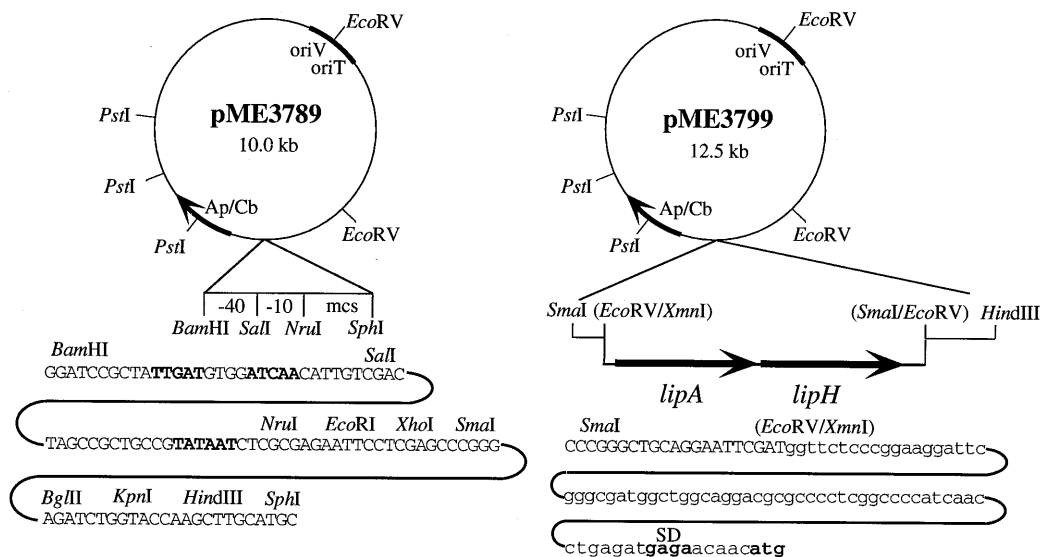 EcoRV
oriV
oriT
PstI
pME3789
10.0 kb
PstI
Ap/Cb
PstI
EcoRV
-40 -10 mcs
BamHI SalI NruI SphI
BamHI SalI
GGATCCGCTATTGATGTGGATCAACATTGTCGAC
TAGCCGCTGCCGTATAATCTCGCGAGAATTCCTCGAGCCCGGG
NruI EcoRI XhoI SmaI
BglII KpnI HindIII SphI
AGATCTGGTACCAAGCTTGCATGC
EcoRV
oriV
oriT
PstI
pME3799
12.5 kb
PstI
Ap/Cb
PstI
EcoRV
SmaI (EcoRV/XmnI) (SmaI/EcoRV) HindIII
lipA lipH
SmaI (EcoRV/XmnI)
CCCGGGCTGCAGGAATTCGATggttctcccggaaggattc
gggcgatggctggcaggacgcgcccctcggccccatcaac
SD
ctgagatgagaacaacatg